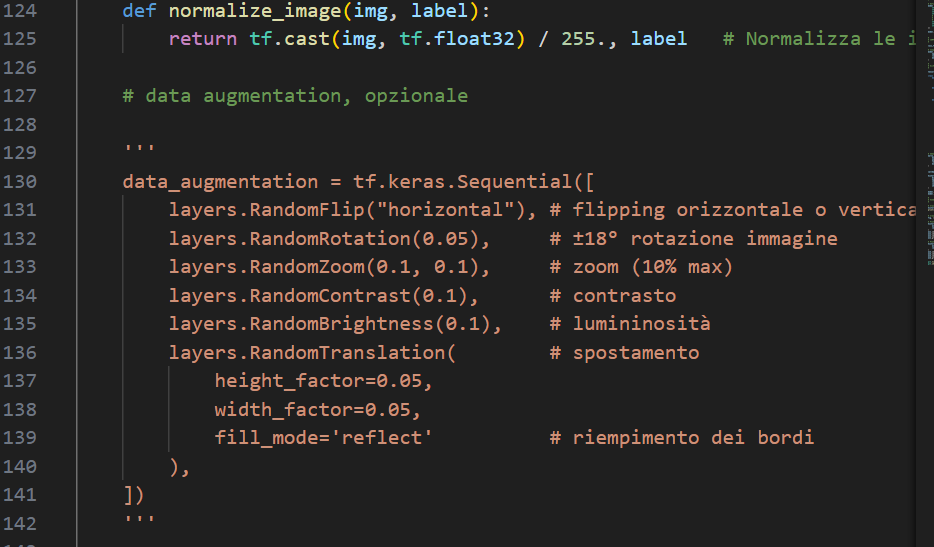 124 def normalize_image(img, label):
125 return tf.cast(img, tf.float32) / 255., label # Normalizza le i
126
127 # data augmentation, opzionale
128
129 '''
130 data_augmentation = tf.keras.Sequential([
131 layers.RandomFlip("horizontal"), # flipping orizzontale o vertica
132 layers.RandomRotation(0.05), # ±18° rotazione immagine
133 layers.RandomZoom(0.1, 0.1), # zoom (10% max)
134 layers.RandomContrast(0.1), # contrasto
135 layers.RandomBrightness(0.1), # lumininosità
136 layers.RandomTranslation( # spostamento
137 height_factor=0.05,
138 width_factor=0.05,
139 fill_mode='reflect' # riempimento dei bordi
140 ),
141 ])
142 '''